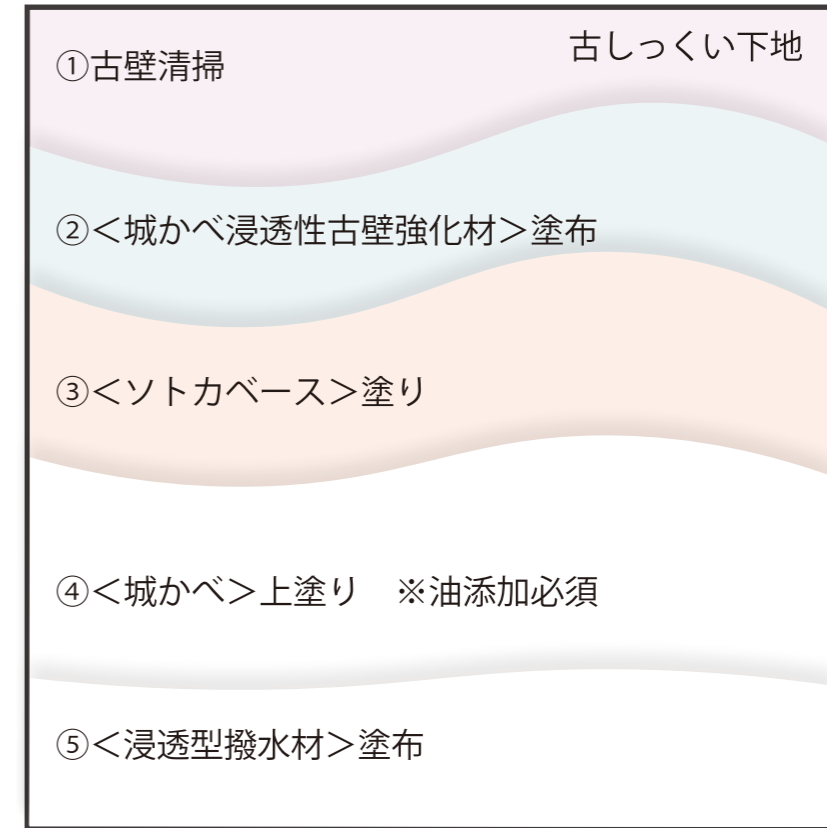 古しっくい下地
①古壁清掃
②＜城かべ浸透性古壁強化材＞塗布
③＜ソトカベース＞塗り
④＜城かべ＞上塗り　※油添加必須
⑤＜浸透型撥水材＞塗布